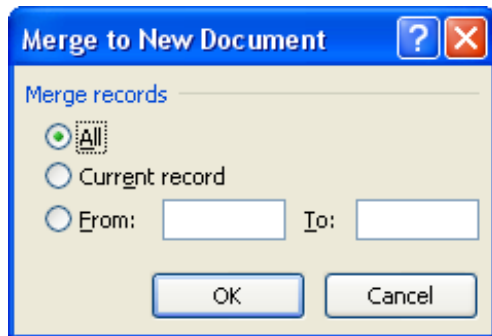 Merge to New Document
Merge records
All
Current record
From: To:
OK Cancel